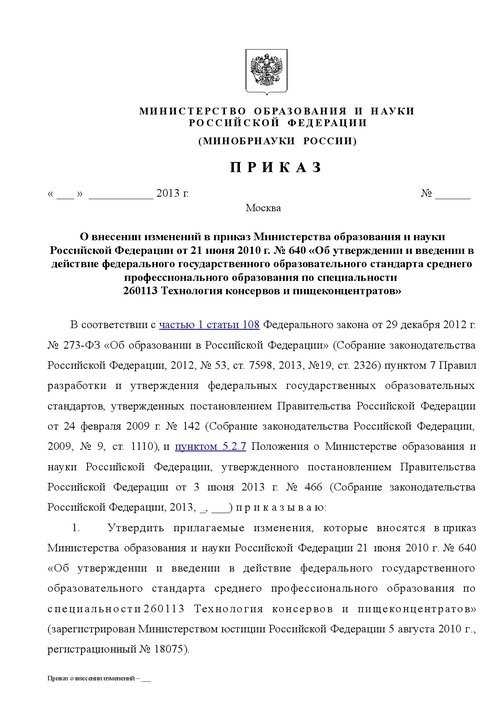 МИНИСТЕРСТВО ОБРАЗОВАНИЯ И НАУКИ
РОССИЙСКОЙ ФЕДЕРАЦИИ
(МИНОБРНАУКИ РОССИИ)
ПРИКАЗ
« ___ » ___________ 2013 г. № ______
Москва
О внесении изменений в приказ Министерства образования и науки
Российской Федерации от 21 июня 2010 г. № 640 «Об утверждении и введении в
действие федерального государственного образовательного стандарта среднего
профессионального образования по специальности
260113 Технология консервов и пищеконцентратов»
В соответствии с частью 1 статьи 108 Федерального закона от 29 декабря 2012 г.
№ 273-ФЗ «Об образовании в Российской Федерации» (Собрание законодательства
Российской Федерации, 2012, № 53, ст. 7598, 2013, №19, ст. 2326) пунктом 7 Правил
разработки и утверждения федеральных государственных образовательных
стандартов, утвержденных постановлением Правительства Российской Федерации
от 24 февраля 2009 г. № 142 (Собрание законодательства Российской Федерации,
2009, № 9, ст. 1110), и пунктом 5.2.7 Положения о Министерстве образования и
науки Российской Федерации, утвержденного постановлением Правительства
Российской Федерации от 3 июня 2013 г. № 466 (Собрание законодательства
Российской Федерации, 2013, _, ___) приказываю:
1. Утвердить прилагаемые изменения, которые вносятся в приказ
Министерства образования и науки Российской Федерации 21 июня 2010 г. № 640
«Об утверждении и введении в действие федерального государственного
образовательного стандарта среднего профессионального образования по
специальности 260113 Технология консервов и пищеконцентратов»
(зарегистрирован Министерством юстиции Российской Федерации 5 августа 2010 г.,
регистрационный № 18075).
Приказ о внесении изменений – __